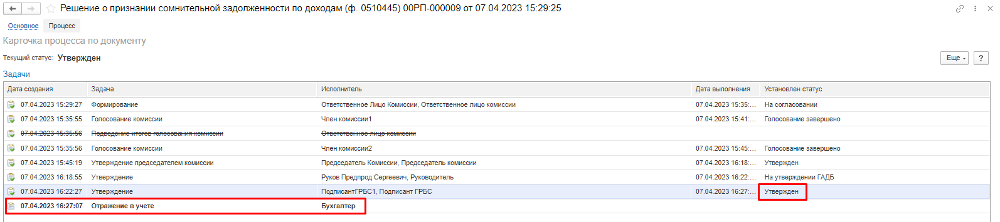 Решение о признании сомнительной задолженности по доходам (ф. 0510445) 00РП-000009 от 07.04.2023 15:29:25
Основное Процесс
Карточка процесса по документу
Текущий статус: Утвержден Еще ?
Задачи
Дата создания Задача Исполнитель Дата выполнения Установлен статус
07.04.2023 15:29:27 Формирование Ответственное Лицо Комиссии, Ответственное лицо комиссии 07.04.2023 15:35:... На согласовании
07.04.2023 15:35:55 Голосование комиссии Член комиссии1 07.04.2023 15:41:... Голосование завершено
07.04.2023 15:35:56 Подведение итогов голосования комиссии Ответственное лицо комиссии
07.04.2023 15:35:56 Голосование комиссии Член комиссии2 07.04.2023 15:45:... Голосование завершено
07.04.2023 15:45:19 Утверждение председателем комиссии Председатель Комиссии, Председатель комиссии 07.04.2023 16:18:... Утвержден
07.04.2023 16:18:55 Утверждение Руков Предпрод Сергеевич, Руководитель 07.04.2023 16:22:... На утверждении ГАДБ
07.04.2023 16:22:27 Утверждение ПодписантГРБС1, Подписант ГРБС 07.04.2023 16:27:... Утвержден
07.04.2023 16:27:07 Отражение в учете Бухгалтер